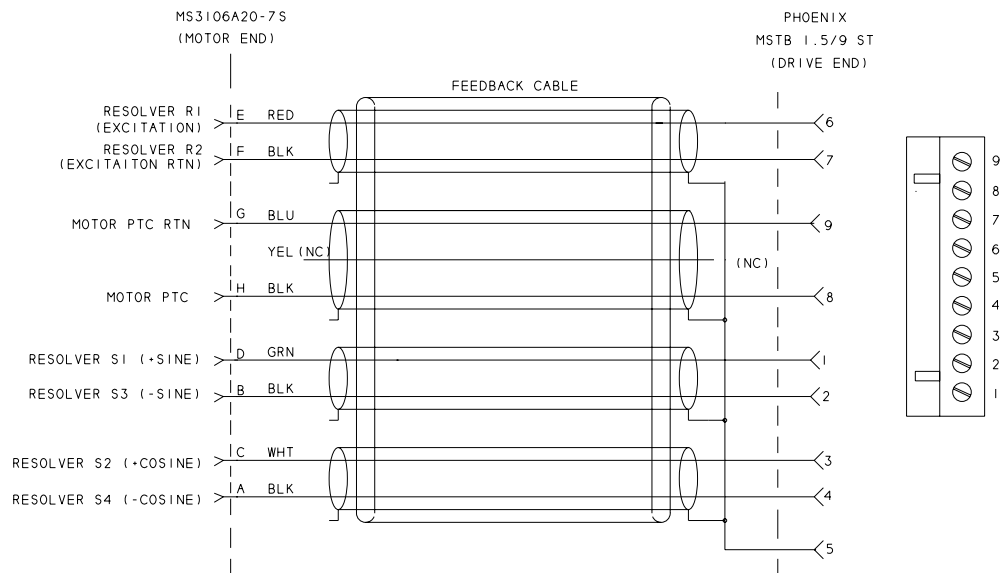 MS3106A20-7S
(MOTOR END)
PHOENIX
MSTB 1.5/9 ST
(DRIVE END)
FEEDBACK CABLE
RESOLVER R1
(EXCITATION)
E RED
6
RESOLVER R2
(EXCITAITON RTN)
F BLK
7
MOTOR PTC RTN
G BLU
9
YEL (NC)
(NC)
MOTOR PTC
H BLK
8
RESOLVER S1 (+SINE)
D GRN
1
RESOLVER S3 (-SINE)
B BLK
2
RESOLVER S2 (+COSINE)
C WHT
3
RESOLVER S4 (-COSINE)
A BLK
4
5
9
8
7
6
5
4
3
2
1